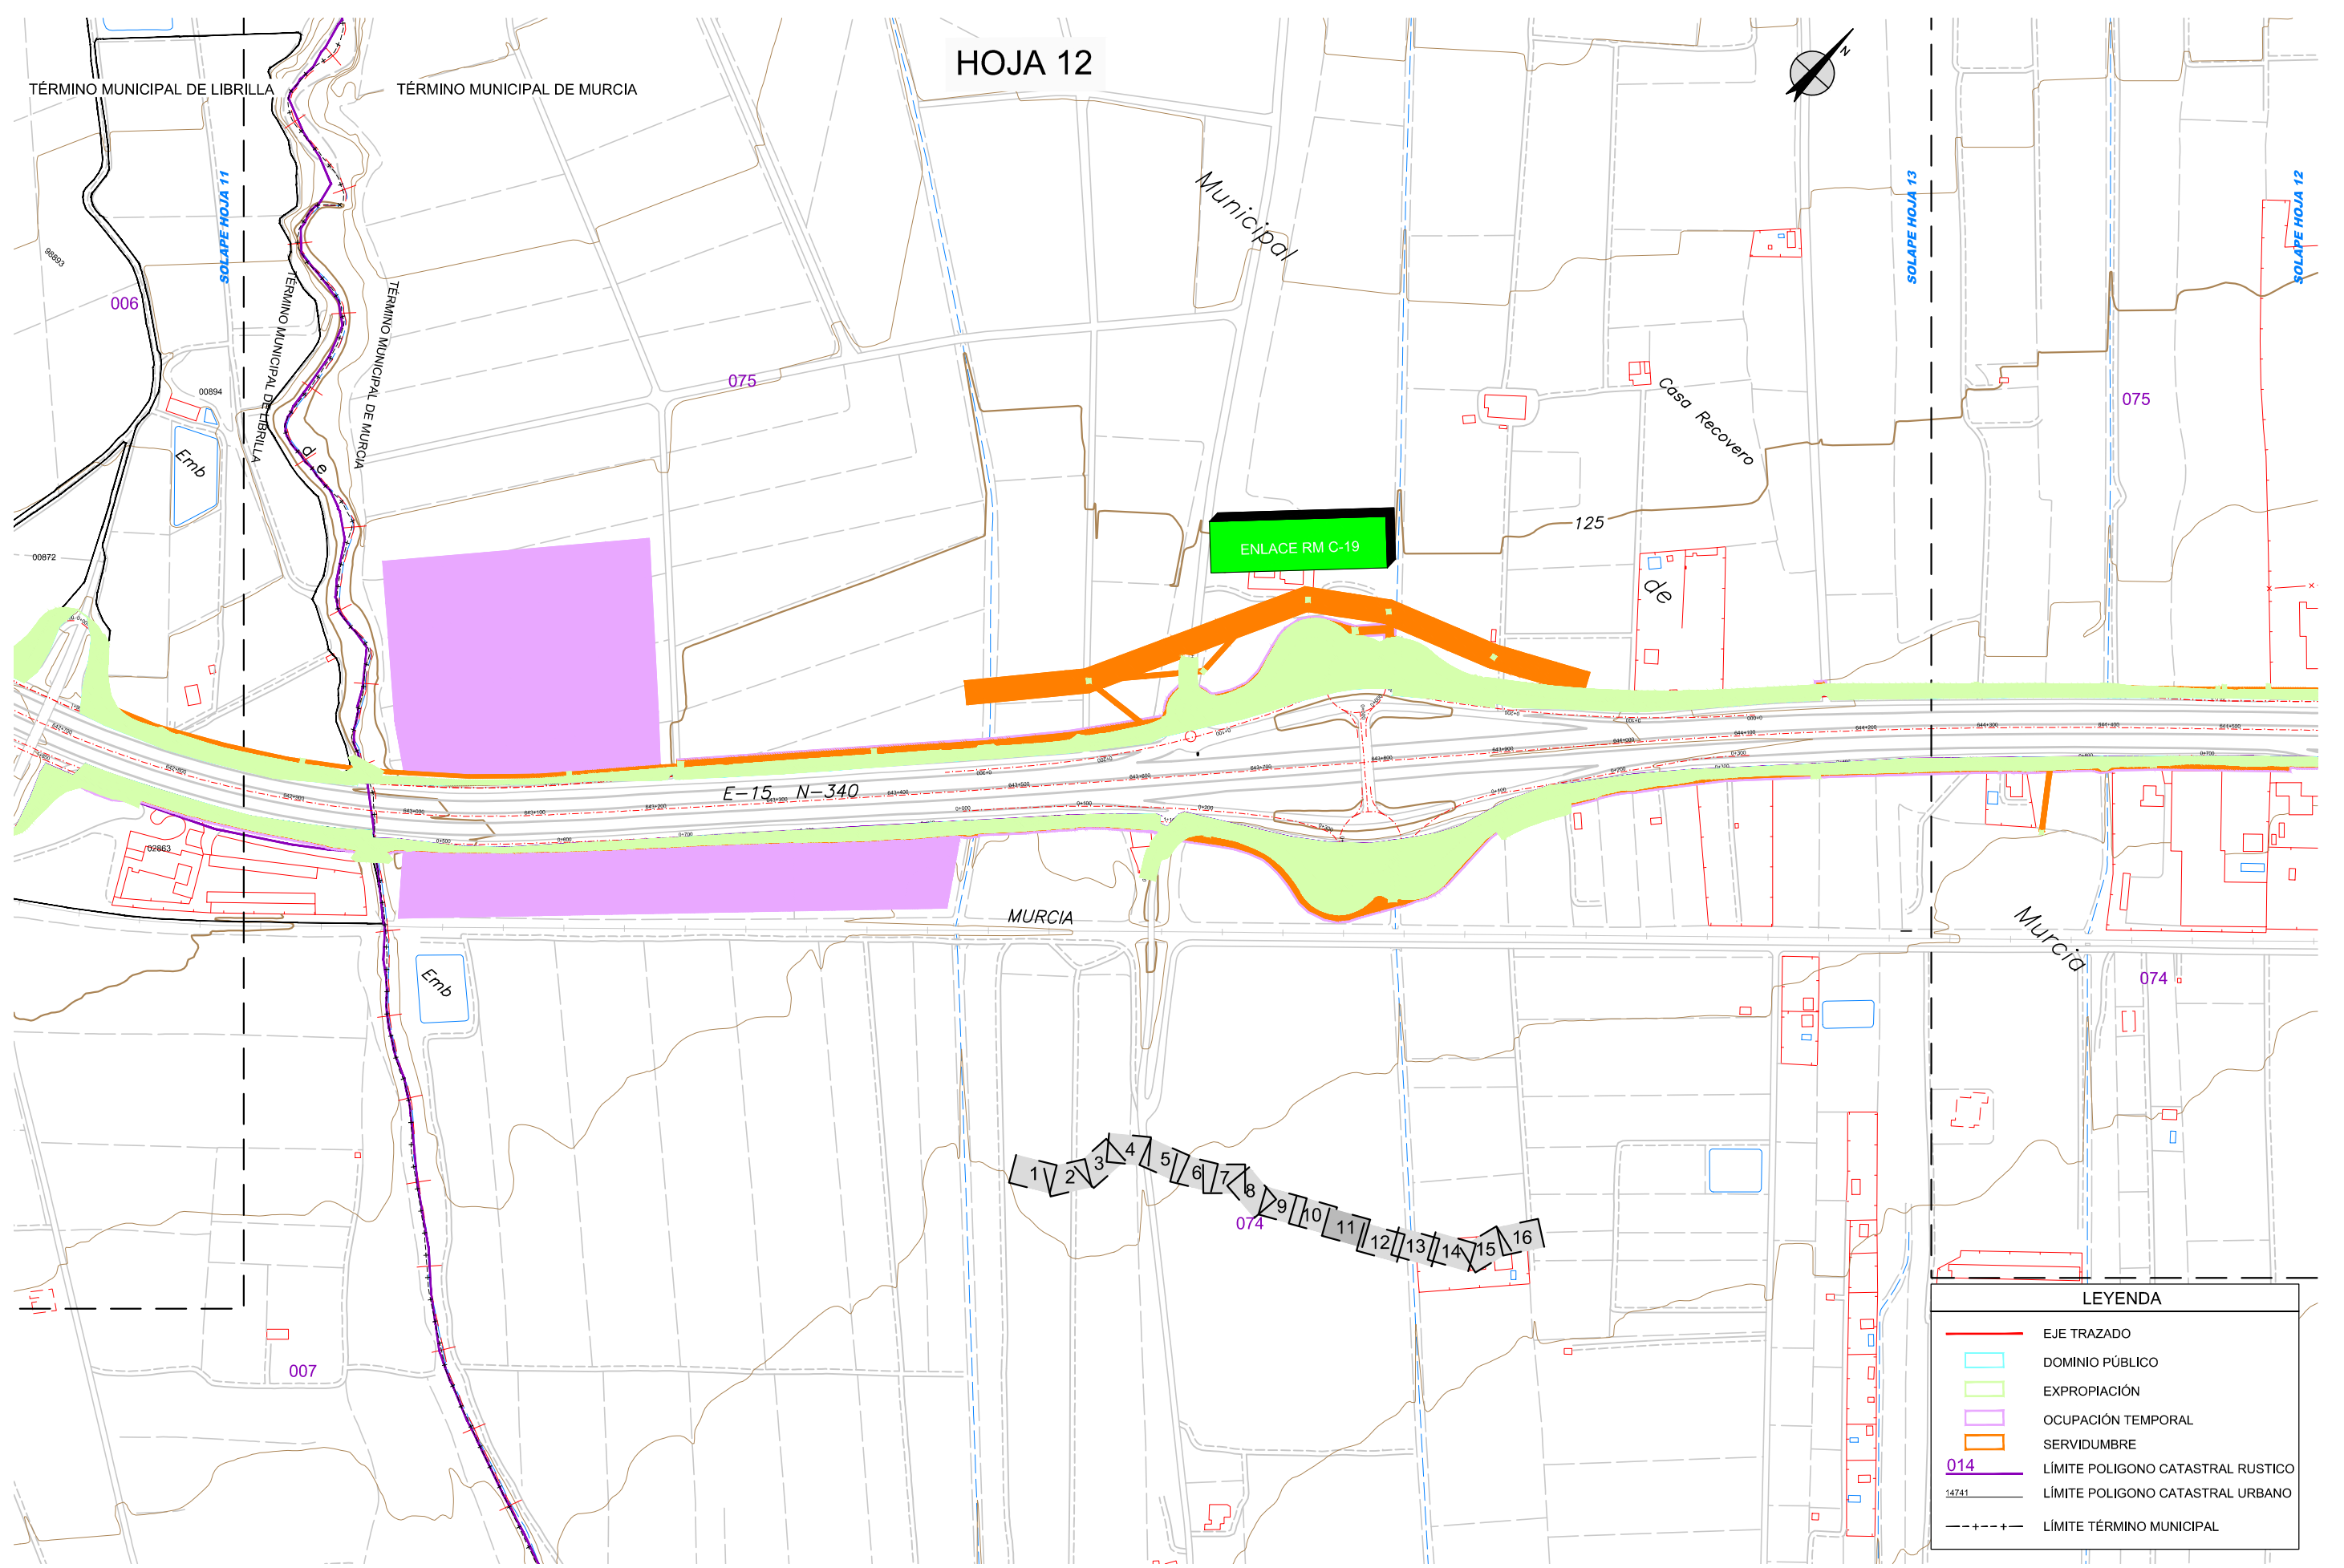 HOJA 12
N
TÉRMINO MUNICIPAL DE LIBRILLA
TÉRMINO MUNICIPAL DE MURCIA
SOLAPE HOJA 11
SOLAPE HOJA 13
SOLAPE HOJA 12
Municipal
98893
006
TÉRMINO MUNICIPAL DE LIBRILLA
TÉRMINO MUNICIPAL DE MURCIA
075
00894
Casa Recovero
075
Emb
de
125
ENLACE RM C-19
00872
de
E-15 N-340
02863
MURCIA
Murcia
Emb
074
1
2
3
4
5
6
7
8
9
10
11
12
13
14
15
16
074
007
LEYENDA
EJE TRAZADO
DOMINIO PÚBLICO
EXPROPIACIÓN
OCUPACIÓN TEMPORAL
SERVIDUMBRE
014 LÍMITE POLIGONO CATASTRAL RUSTICO
14741 LÍMITE POLIGONO CATASTRAL URBANO
LÍMITE TÉRMINO MUNICIPAL